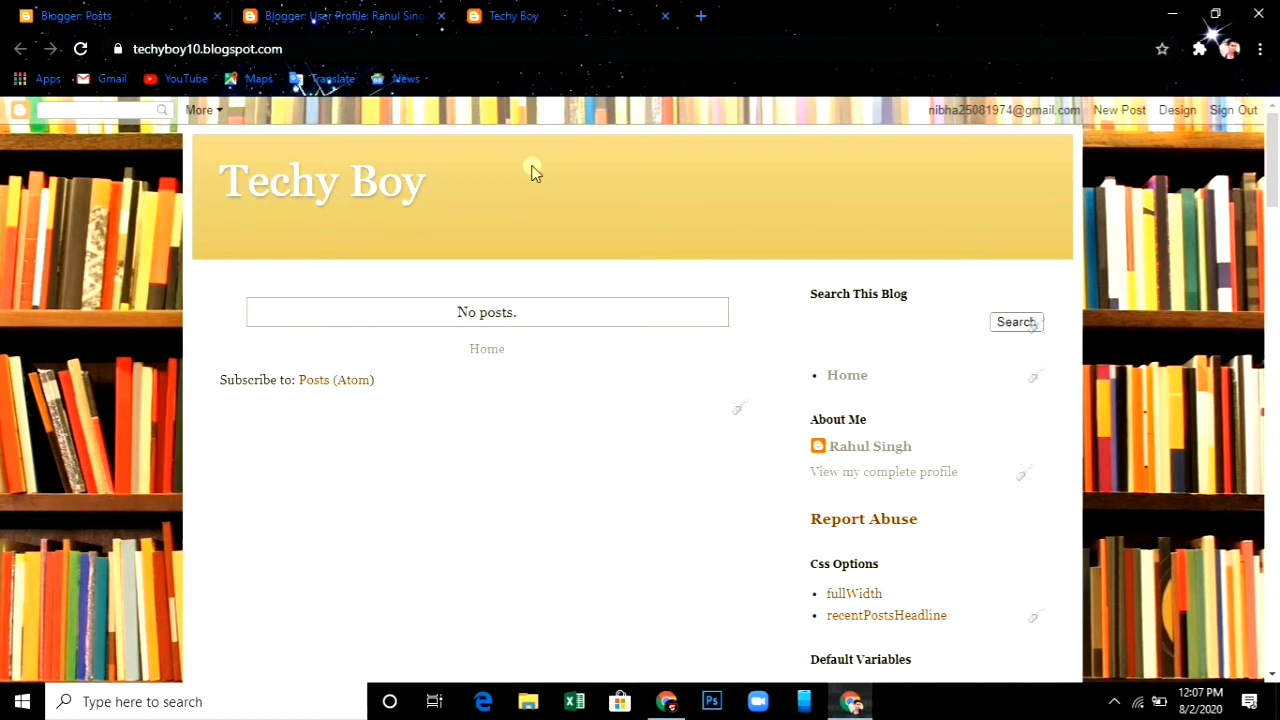 Blogger: Posts
Blogger: User Profile: Rahul Sing
Techy Boy
techyboy10.blogspot.com
Apps
Gmail
YouTube
Maps
Translate
News
More
nibha25081974@gmail.com
New Post
Design
Sign Out
Techy Boy
No posts.
Home
Subscribe to: Posts (Atom)
Search This Blog
Search
Home
About Me
Rahul Singh
View my complete profile
Report Abuse
Css Options
fullWidth
recentPostsHeadline
Default Variables
Type here to search
12:07 PM
8/2/2020